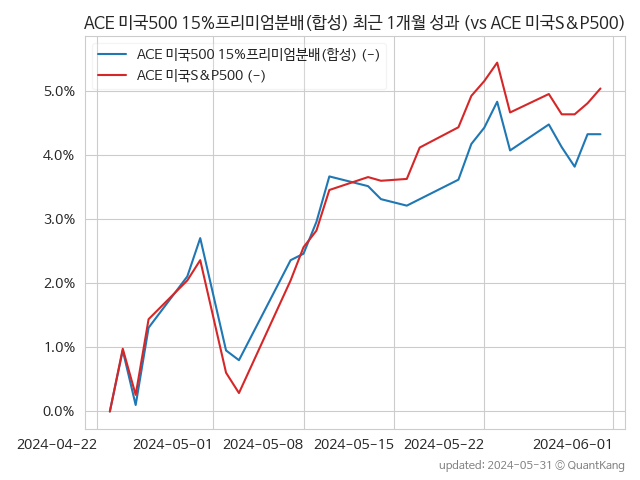 ACE 미국500 15%프리미엄분배(합성) 최근 1개월 성과 (vs ACE 미국S&P500)
ACE 미국500 15%프리미엄분배(합성) (-)
ACE 미국S&P500 (-)
5.0%
4.0%
3.0%
2.0%
1.0%
0.0%
2024-04-22 2024-05-01 2024-05-08 2024-05-15 2024-05-22 2024-06-01
updated: 2024-05-31 © QuantKang